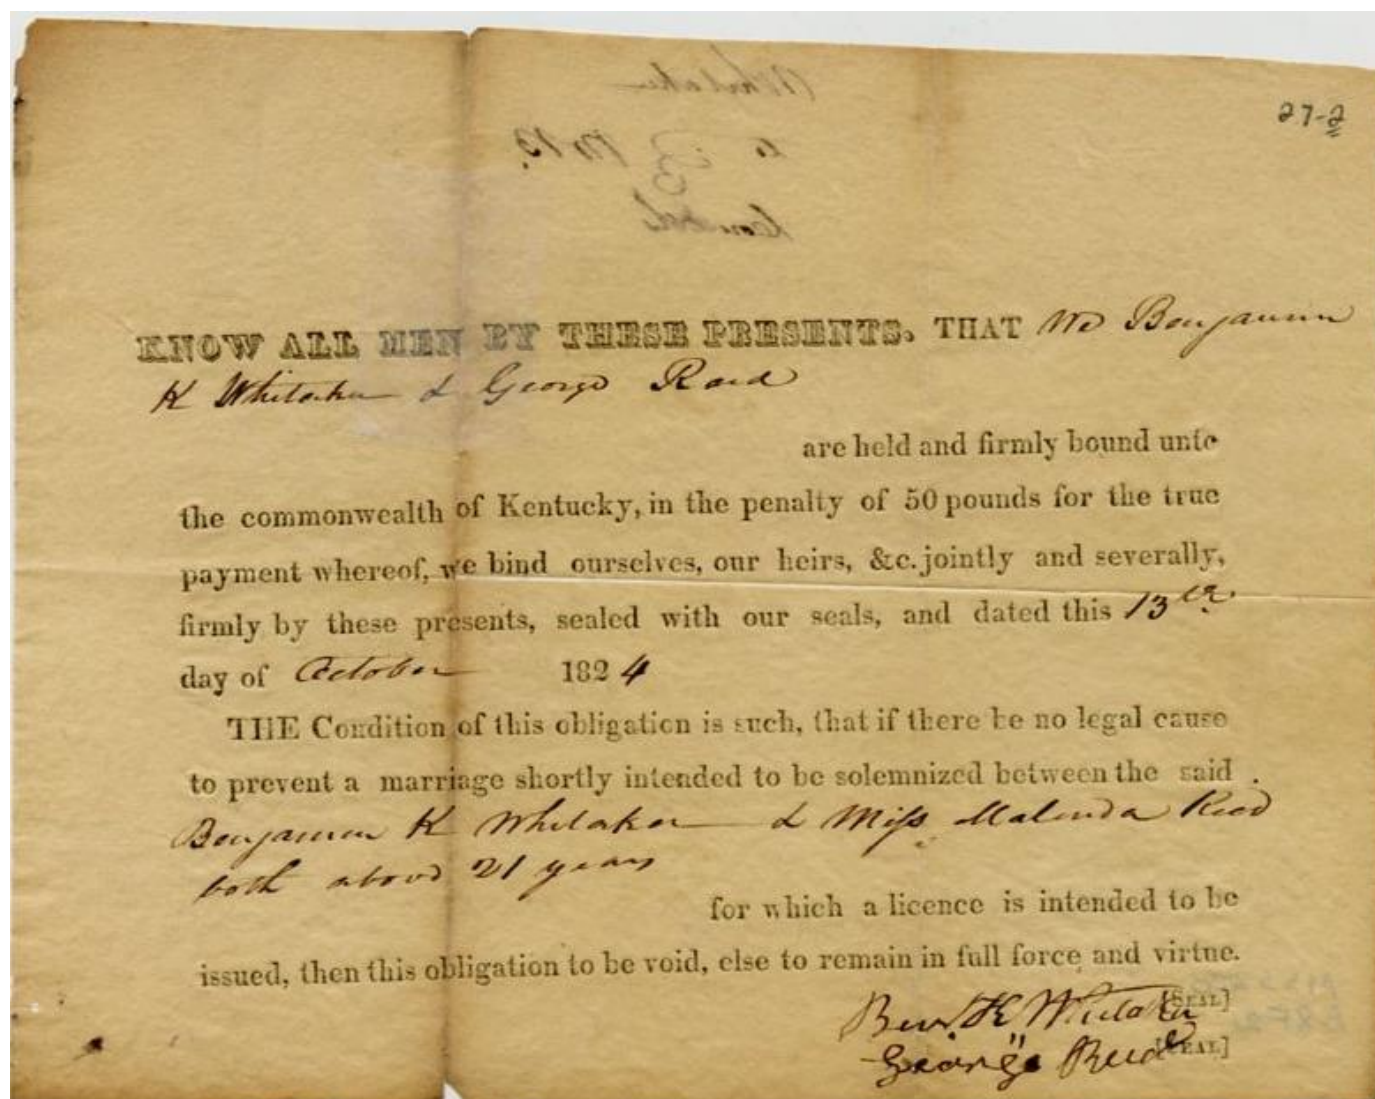 27-2
KNOW ALL MEN BY THESE PRESENTS. THAT We Benjamin
K Whitaker & George Read
are held and firmly bound unto
the commonwealth of Kentucky, in the penalty of 50 pounds for the true
payment whereof, we bind ourselves, our heirs, &c. jointly and severally,
firmly by these presents, sealed with our seals, and dated this 13th
day of October 1824
THE Condition of this obligation is such, that if there be no legal cause
to prevent a marriage shortly intended to be solemnized between the said
Benjamin K Whitaker & Miss Malinda Reed
both above 21 years
for which a licence is intended to be
issued, then this obligation to be void, else to remain in full force and virtue.
Ben. K Whitaker [SEAL]
George Reed [SEAL]